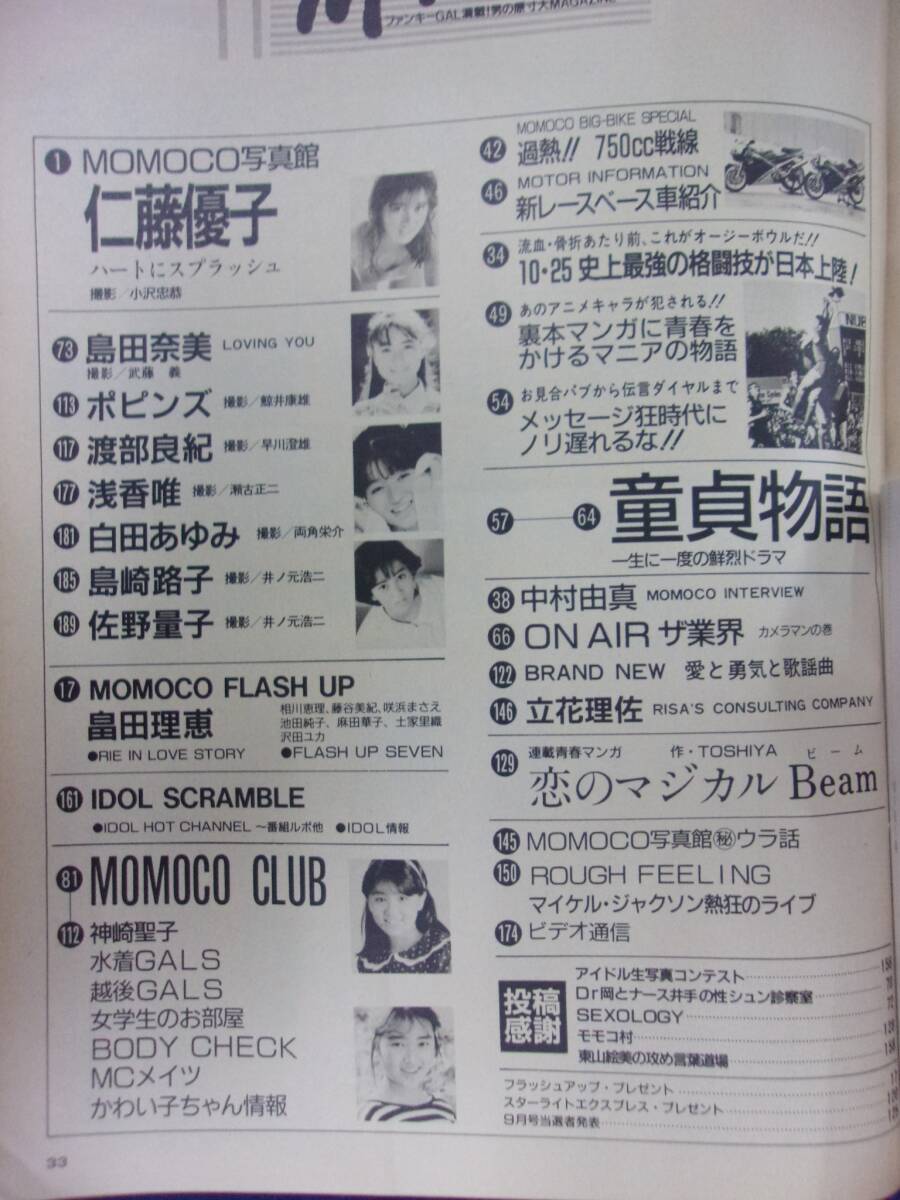 ファンキーGAL満載!男の原寸大MAGAZINE
1 MOMOCO写真館
仁藤優子
ハートにスプラッシュ
撮影/小沢忠恭
73 島田奈美 LOVING YOU
撮影/武藤 義
113 ポピンズ 撮影/鯨井康雄
117 渡部良紀 撮影/早川澄雄
177 浅香唯 撮影/瀬古正二
181 白田あゆみ 撮影/両角栄介
185 島崎路子 撮影/井ノ元浩二
189 佐野量子 撮影/井ノ元浩二
17 MOMOCO FLASH UP
畠田理恵
相川恵理、藤谷美紀、咲浜まさえ
池田純子、麻田華子、土家里織
沢田ユカ
●RIE IN LOVE STORY ●FLASH UP SEVEN
161 IDOL SCRAMBLE
●IDOL HOT CHANNEL〜番組ルポ他 ●IDOL情報
81 MOMOCO CLUB
112 神崎聖子
水着GALS
越後GALS
女学生のお部屋
BODY CHECK
MCメイツ
かわい子ちゃん情報
33
MOMOCO BIG-BIKE SPECIAL
42 過熱!! 750cc戦線
MOTOR INFORMATION
46 新レースベース車紹介
流血・骨折あたり前、これがオージーボウルだ!!
34 10・25 史上最強の格闘技が日本上陸!
あのアニメキャラが犯される!!
49 裏本マンガに青春を
かけるマニアの物語
お見合パブから伝言ダイヤルまで
54 メッセージ狂時代に
ノリ遅れるな!!
57 64 童貞物語
一生に一度の鮮烈ドラマ
38 中村由真 MOMOCO INTERVIEW
66 ON AIR ザ業界 カメラマンの巻
122 BRAND NEW 愛と勇気と歌謡曲
146 立花理佐 RISA'S CONSULTING COMPANY
129 連載青春マンガ 作・TOSHIYA ビーム
恋のマジカル Beam
145 MOMOCO写真館㊙ウラ話
150 ROUGH FEELING
マイケル・ジャクソン熱狂のライブ
174 ビデオ通信
投稿
感謝
アイドル生写真コンテスト
Dr岡とナース井手の性シュン診察室
SEXOLOGY
モモコ村
東山絵美の攻め言葉道場
フラッシュアップ・プレゼント
スターライトエクスプレス・プレゼント
9月号当選者発表